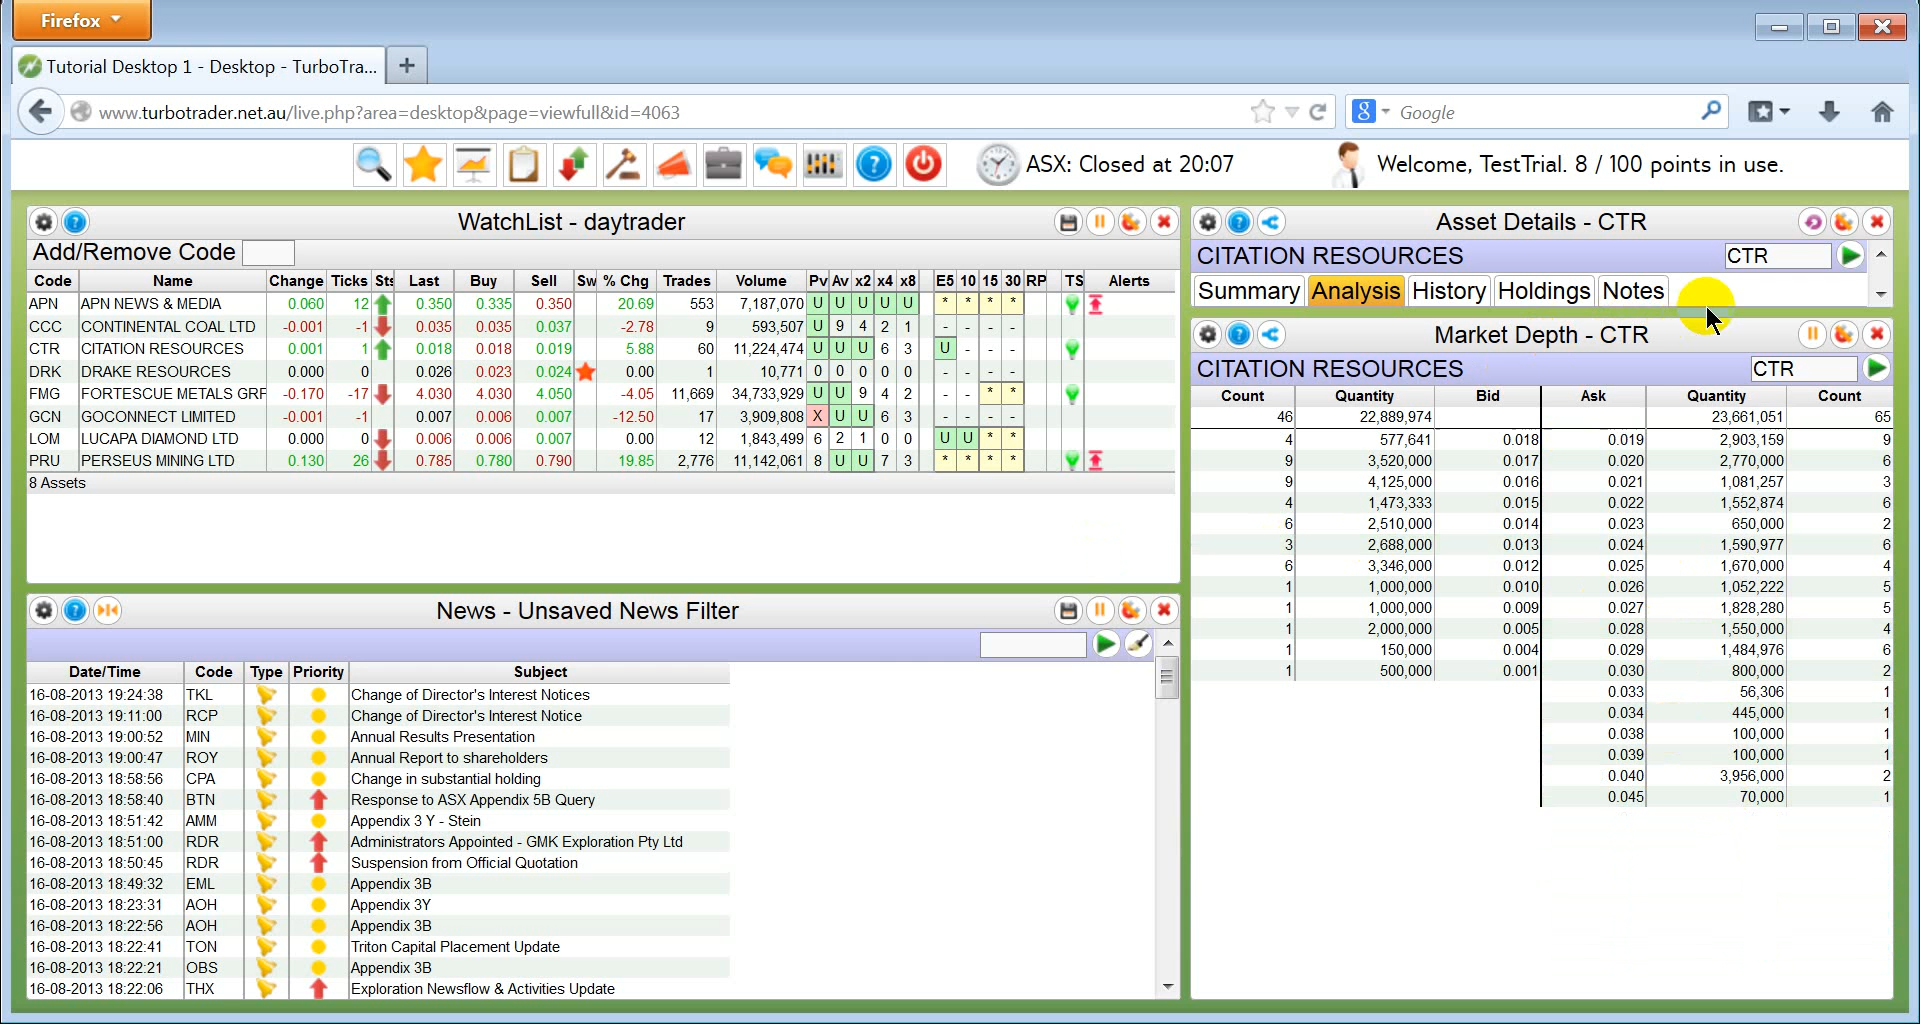 Firefox
Tutorial Desktop 1 - Desktop - TurboTra...
www.turbotrader.net.au/live.php?area=desktop&page=viewfull&id=4063
Google
ASX: Closed at 20:07
Welcome, TestTrial. 8 / 100 points in use.
WatchList - daytrader
Add/Remove Code
Code Name Change Ticks Sts Last Buy Sell Sw % Chg Trades Volume Pv Av x2 x4 x8 E5 10 15 30 RP TS Alerts
APN APN NEWS & MEDIA 0.060 12 0.350 0.335 0.350 20.69 553 7,187,070 U U U U U * * * *
CCC CONTINENTAL COAL LTD -0.001 -1 0.035 0.035 0.037 -2.78 9 593,507 U 9 4 2 1 - - - -
CTR CITATION RESOURCES 0.001 1 0.018 0.018 0.019 5.88 60 11,224,474 U U U 6 3 U - - -
DRK DRAKE RESOURCES 0.000 0 0.026 0.023 0.024 0.00 1 10,771 0 0 0 0 0 - - - -
FMG FORTESCUE METALS GRF -0.170 -17 4.030 4.030 4.050 -4.05 11,669 34,733,929 U U 9 4 2 - - * *
GCN GOCONNECT LIMITED -0.001 -1 0.007 0.006 0.007 -12.50 17 3,909,808 X U U 6 3 - - - -
LOM LUCAPA DIAMOND LTD 0.000 0 0.006 0.006 0.007 0.00 12 1,843,499 6 2 1 0 0 U U * *
PRU PERSEUS MINING LTD 0.130 26 0.785 0.780 0.790 19.85 2,776 11,142,061 8 U U 7 3 * * * *
8 Assets
News - Unsaved News Filter
Date/Time Code Type Priority Subject
16-08-2013 19:24:38 TKL Change of Director's Interest Notices
16-08-2013 19:11:00 RCP Change of Director's Interest Notice
16-08-2013 19:00:52 MIN Annual Results Presentation
16-08-2013 19:00:47 ROY Annual Report to shareholders
16-08-2013 18:58:56 CPA Change in substantial holding
16-08-2013 18:58:40 BTN Response to ASX Appendix 5B Query
16-08-2013 18:51:42 AMM Appendix 3 Y - Stein
16-08-2013 18:51:00 RDR Administrators Appointed - GMK Exploration Pty Ltd
16-08-2013 18:50:45 RDR Suspension from Official Quotation
16-08-2013 18:49:32 EML Appendix 3B
16-08-2013 18:23:31 AOH Appendix 3Y
16-08-2013 18:22:56 AOH Appendix 3B
16-08-2013 18:22:41 TON Triton Capital Placement Update
16-08-2013 18:22:21 OBS Appendix 3B
16-08-2013 18:22:06 THX Exploration Newsflow & Activities Update
Asset Details - CTR
CITATION RESOURCES CTR
Summary Analysis History Holdings Notes
Market Depth - CTR
CITATION RESOURCES CTR
Count Quantity Bid Ask Quantity Count
46 22,889,974 23,661,051 65
4 577,641 0.018 0.019 2,903,159 9
9 3,520,000 0.017 0.020 2,770,000 6
9 4,125,000 0.016 0.021 1,081,257 3
4 1,473,333 0.015 0.022 1,552,874 6
6 2,510,000 0.014 0.023 650,000 2
3 2,688,000 0.013 0.024 1,590,977 6
6 3,346,000 0.012 0.025 1,670,000 4
1 1,000,000 0.010 0.026 1,052,222 5
1 1,000,000 0.009 0.027 1,828,280 5
1 2,000,000 0.005 0.028 1,550,000 4
1 150,000 0.004 0.029 1,484,976 6
1 500,000 0.001 0.030 800,000 2
0.033 56,306 1
0.034 445,000 1
0.038 100,000 1
0.039 100,000 1
0.040 3,956,000 2
0.045 70,000 1